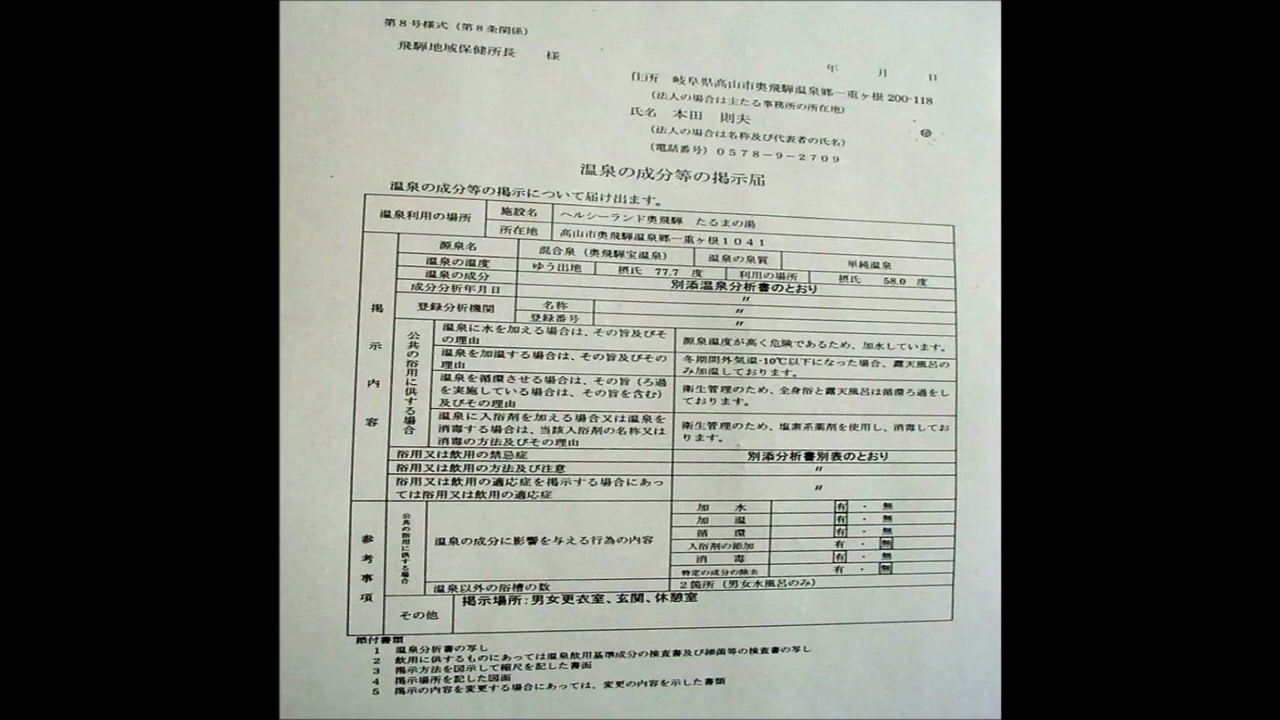 第8号様式（第8条関係）
飛騨地域保健所長　様
年　月　日
住所　岐阜県高山市奥飛騨温泉郷一重ヶ根200-118
（法人の場合は主たる事務所の所在地）
氏名　本田　則夫　㊞
（法人の場合は名称及び代表者の氏名）
（電話番号）0578-9-2709
温泉の成分等の掲示届
温泉の成分等の掲示について届け出ます。
温泉利用の場所　施設名　ヘルシーランド奥飛騨　たるまの湯
所在地　高山市奥飛騨温泉郷一重ヶ根1041
掲示内容
源泉名　混合泉（奥飛騨宝温泉）　温泉の泉質　単純温泉
温泉の温度　ゆう出地　摂氏　77.7　度　利用の場所　摂氏　58.0　度
温泉の成分　別添温泉分析書のとおり
成分分析年月日　〃
登録分析機関　名称　〃
登録番号　〃
公共の浴用に供する場合
温泉に水を加える場合は、その旨及びそ
の理由
源泉温度が高く危険であるため、加水しています。
温泉を加温する場合は、その旨及びその
理由
冬期間外気温-10℃以下になった場合、露天風呂の
み加温しております。
温泉を循環させる場合は、その旨（ろ過
を実施している場合は、その旨を含む）
及びその理由
衛生管理のため、全身浴と露天風呂は循環ろ過をし
ております。
温泉に入浴剤を加える場合又は温泉を
消毒する場合は、当該入浴剤の名称又は
消毒の方法及びその理由
衛生管理のため、塩素系薬剤を使用し、消毒してお
ります。
浴用又は飲用の禁忌症　別添分析書別表のとおり
浴用又は飲用の方法及び注意　〃
浴用又は飲用の適応症を掲示する場合にあっ
ては浴用又は飲用の適応症
〃
参考事項
公共の浴用に供する場合
温泉の成分に影響を与える行為の内容
加　水　有・無
加　温　有・無
循　環　有・無
入浴剤の添加　有・無
消　毒　有・無
特定の成分の除去　有・無
温泉以外の浴槽の数　2箇所（男女水風呂のみ）
その他　掲示場所：男女更衣室、玄関、休憩室
添付書類
1　温泉分析書の写し
2　飲用に供するものにあっては温泉飲用基準成分の検査書及び細菌等の検査書の写し
3　掲示方法を図示して縮尺を記した書面
4　掲示場所を記した図面
5　掲示の内容を変更する場合にあっては、変更の内容を示した書類